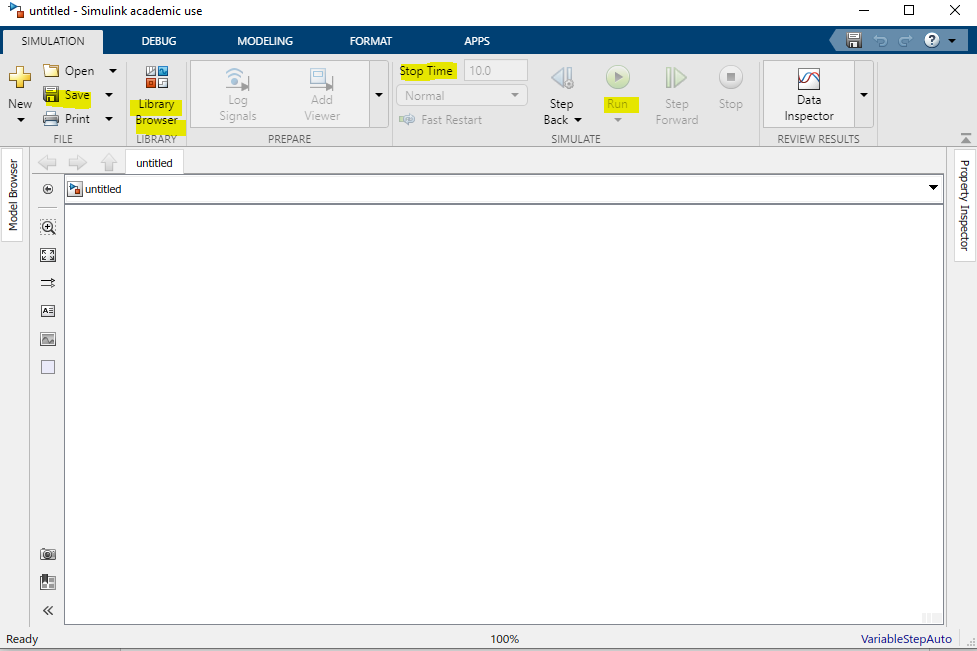 untitled - Simulink academic use
SIMULATION DEBUG MODELING FORMAT APPS
New
Open
Save
Print
FILE
Library
Browser
LIBRARY
Log
Signals
Add
Viewer
PREPARE
Stop Time 10.0
Normal
Fast Restart
Step
Back
Run
Step
Forward
Stop
SIMULATE
Data
Inspector
REVIEW RESULTS
Model Browser
untitled
untitled
Property Inspector
Ready 100% VariableStepAuto